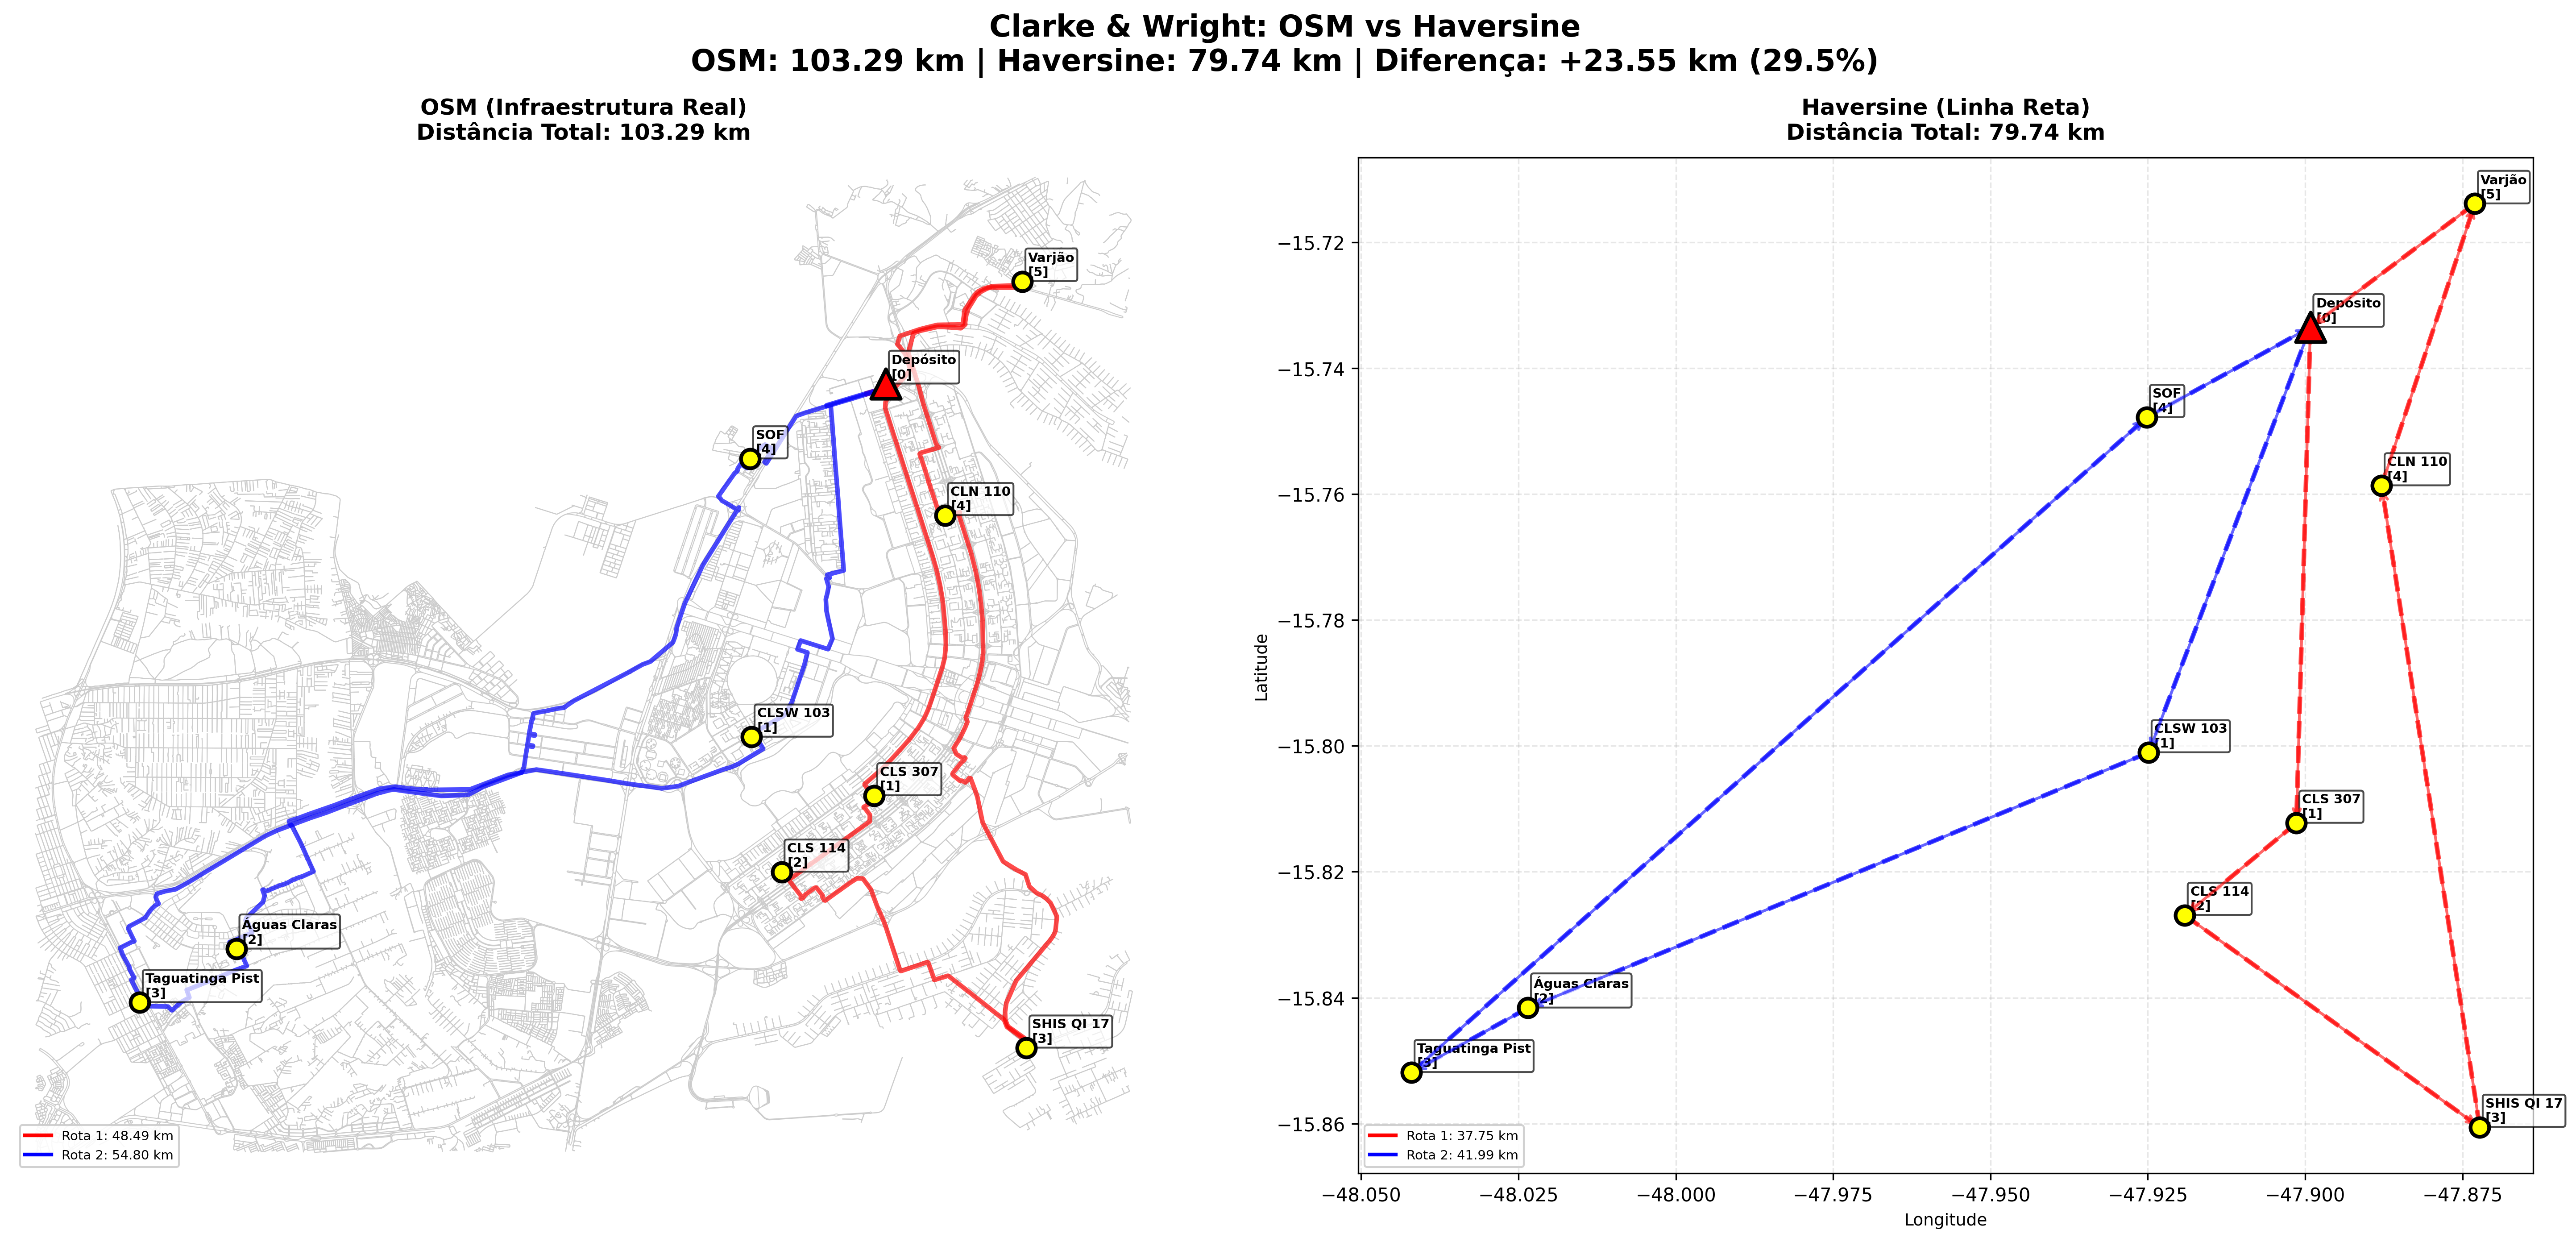 Clarke & Wright: OSM vs Haversine
OSM: 103.29 km | Haversine: 79.74 km | Diferença: +23.55 km (29.5%)
OSM (Infraestrutura Real)
Distância Total: 103.29 km
Varjão
[5]
Depósito
[0]
SOF
[4]
CLN 110
[4]
CLSW 103
[1]
CLS 307
[1]
CLS 114
[2]
Águas Claras
[2]
Taguatinga Pist
[3]
SHIS QI 17
[3]
Rota 1: 48.49 km
Rota 2: 54.80 km
Haversine (Linha Reta)
Distância Total: 79.74 km
Latitude
−15.72
−15.74
−15.76
−15.78
−15.80
−15.82
−15.84
−15.86
Varjão
[5]
Depósito
[0]
SOF
[4]
CLN 110
[4]
CLSW 103
[1]
CLS 307
[1]
CLS 114
[2]
Águas Claras
[2]
Taguatinga Pist
[3]
SHIS QI 17
[3]
Rota 1: 37.75 km
Rota 2: 41.99 km
−48.050
−48.025
−48.000
−47.975
−47.950
−47.925
−47.900
−47.875
Longitude